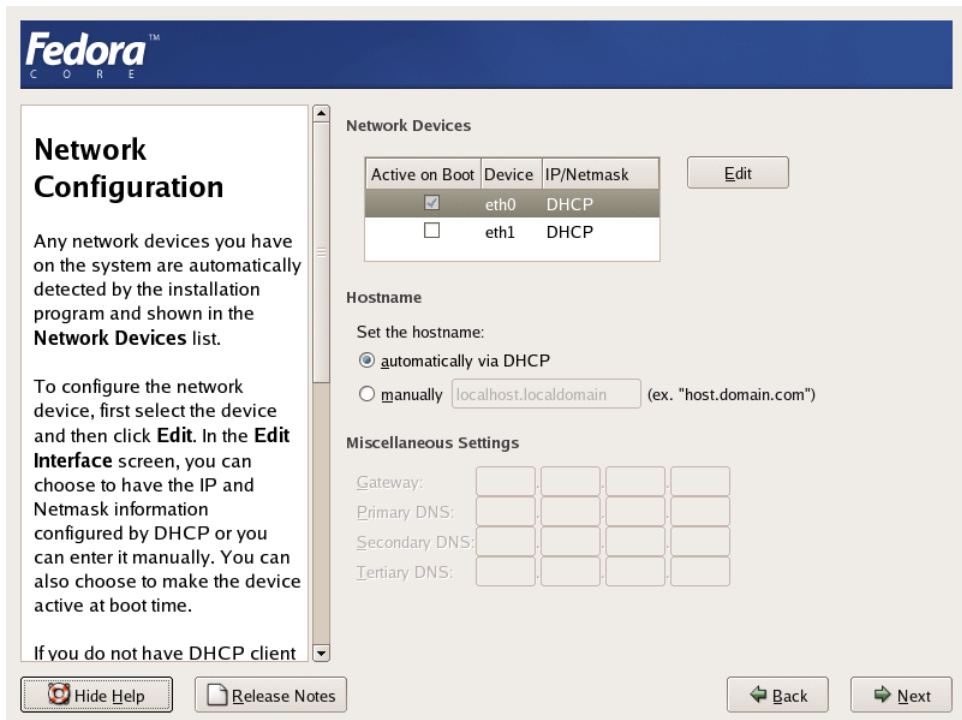 Fedora™
CORE
Network
Configuration
Any network devices you have
on the system are automatically
detected by the installation
program and shown in the
Network Devices list.
To configure the network
device, first select the device
and then click Edit. In the Edit
Interface screen, you can
choose to have the IP and
Netmask information
configured by DHCP or you
can enter it manually. You can
also choose to make the device
active at boot time.
If you do not have DHCP client
Network Devices
Active on Boot Device IP/Netmask
eth0 DHCP
eth1 DHCP
Edit
Hostname
Set the hostname:
automatically via DHCP
manually localhost.localdomain (ex. "host.domain.com")
Miscellaneous Settings
Gateway: . . .
Primary DNS: . . .
Secondary DNS: . . .
Tertiary DNS: . . .
Hide Help
Release Notes
Back
Next